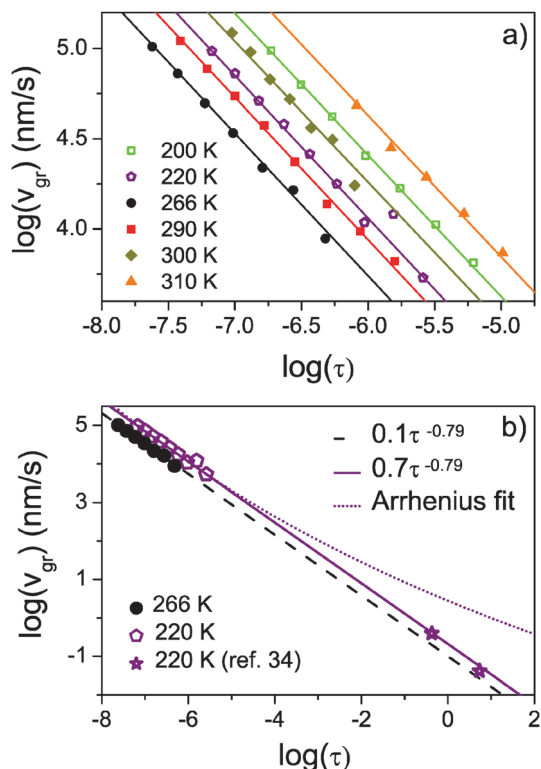 a)
log(v_gr) (nm/s)
5.0
4.5
4.0
200 K
220 K
266 K
290 K
300 K
310 K
-8.0 -7.5 -7.0 -6.5 -6.0 -5.5 -5.0
log(τ)
b)
log(v_gr) (nm/s)
5
3
1
-1
0.1τ^-0.79
0.7τ^-0.79
Arrhenius fit
266 K
220 K
220 K (ref. 34)
-8 -6 -4 -2 0 2
log(τ)